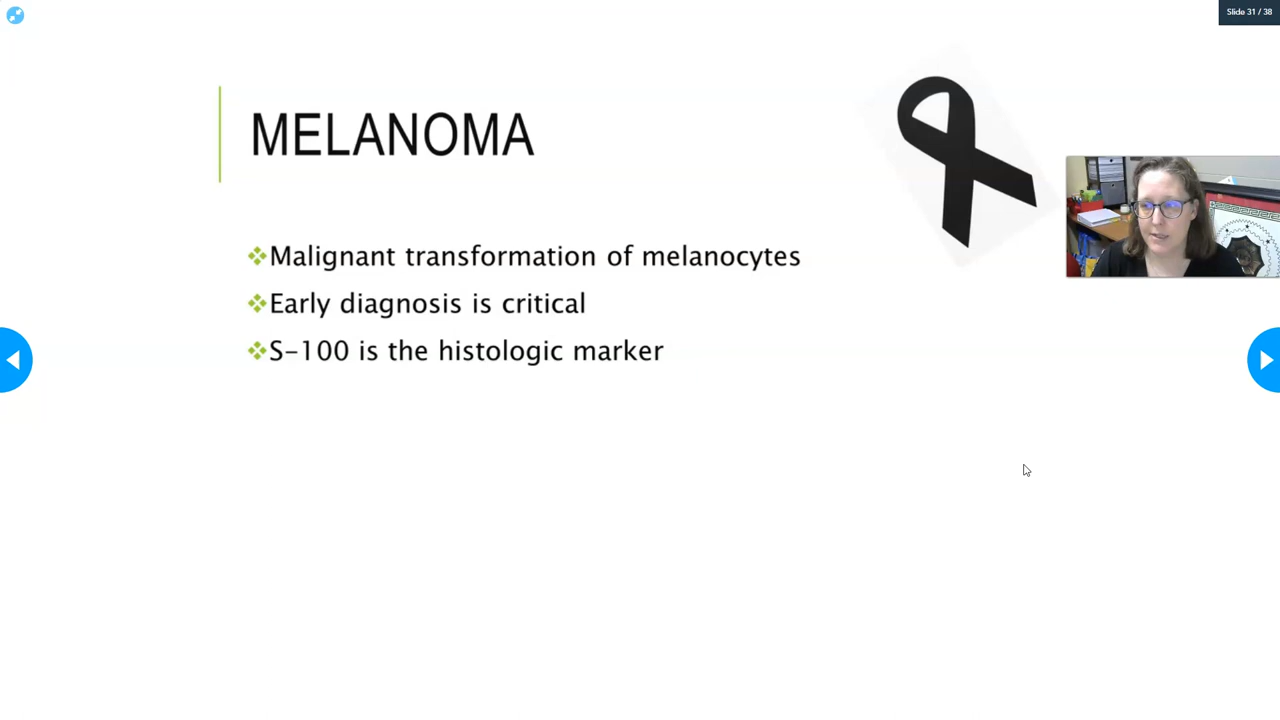 Slide 31 / 38
MELANOMA
Malignant transformation of melanocytes
Early diagnosis is critical
S-100 is the histologic marker